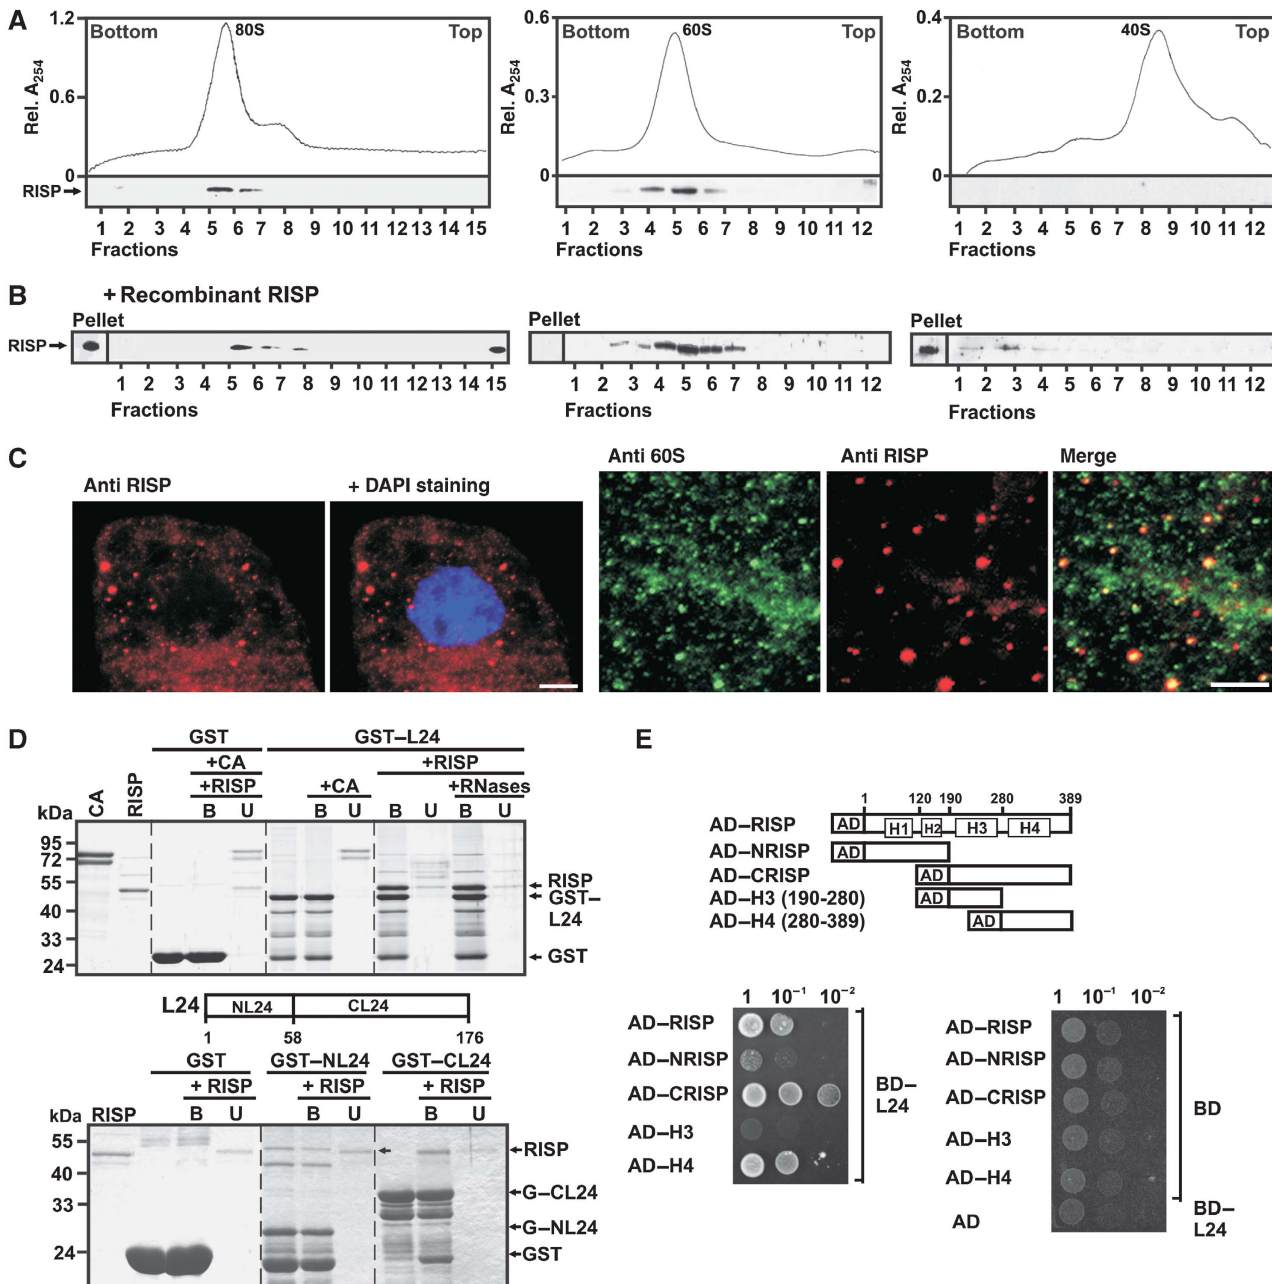 A
1.2
Bottom
80S
Top
0.6
0
Rel. A254
RISP
1 2 3 4 5 6 7 8 9 10 11 12 13 14 15
Fractions
0.6
Bottom
60S
Top
0.3
0
Rel. A254
1 2 3 4 5 6 7 8 9 10 11 12
Fractions
0.4
Bottom
40S
Top
0.2
0
Rel. A254
1 2 3 4 5 6 7 8 9 10 11 12
Fractions
B
+ Recombinant RISP
Pellet
RISP
1 2 3 4 5 6 7 8 9 10 11 12 13 14 15
Fractions
Pellet
1 2 3 4 5 6 7 8 9 10 11 12
Fractions
Pellet
1 2 3 4 5 6 7 8 9 10 11 12 13
Fractions
C
Anti RISP
+ DAPI staining
Anti 60S
Anti RISP
Merge
D
GST
GST–L24
+CA
+RISP
+RISP
+CA
+RNases
kDa
CA
RISP
B U B U B U B U
95
72
55
40
33
24
RISP
GST–
L24
GST
L24
NL24
CL24
1 58 176
GST
GST–NL24
GST–CL24
+ RISP
+ RISP
+ RISP
kDa
RISP
B U B U B U
55
40
33
24
RISP
G–CL24
G–NL24
GST
E
1 120 190 280 389
AD–RISP
AD
H1 H2 H3 H4
AD–NRISP
AD
AD–CRISP
AD
AD–H3 (190-280)
AD
AD–H4 (280-389)
AD
1 10−1 10−2
AD–RISP
AD–NRISP
AD–CRISP
AD–H3
AD–H4
BD–
L24
1 10−1 10−2
AD–RISP
AD–NRISP
AD–CRISP
AD–H3
AD–H4
AD
BD
BD–
L24